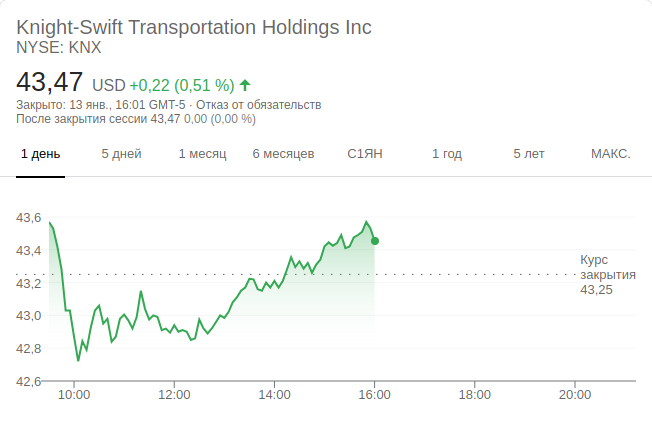 Knight-Swift Transportation Holdings Inc
NYSE: KNX
43,47 USD +0,22 (0,51 %)
Закрыто: 13 янв., 16:01 GMT-5 · Отказ от обязательств
После закрытия сессии 43,47 0,00 (0,00 %)
1 день 5 дней 1 месяц 6 месяцев С1ЯН 1 год 5 лет МАКС.
43,6
43,4
Курс
закрытия
43,25
43,2
43,0
42,8
42,6
10:00 12:00 14:00 16:00 18:00 20:00